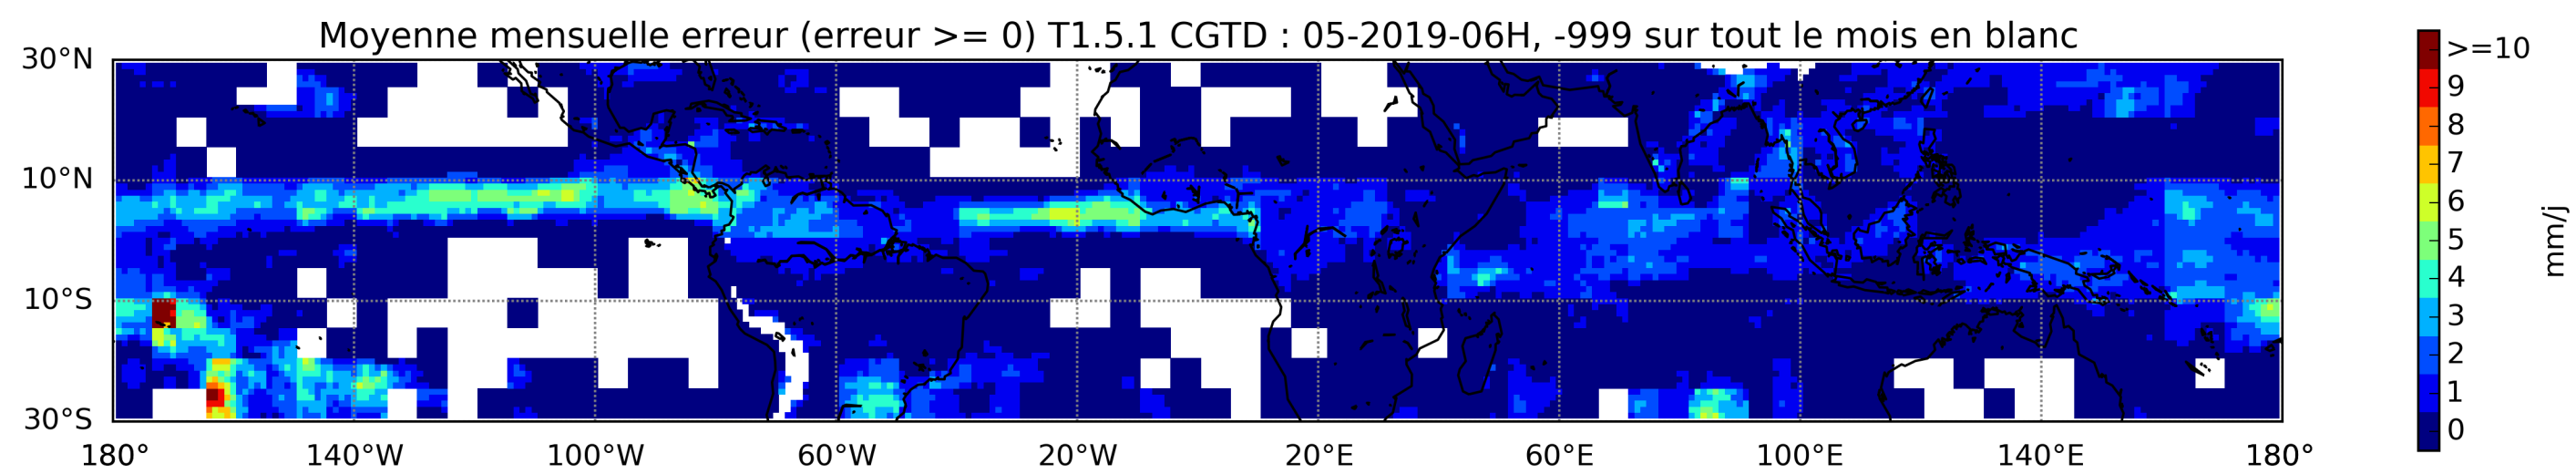 Moyenne mensuelle erreur (erreur >= 0) T1.5.1 CGTD : 05-2019-06H, -999 sur tout le mois en blanc
30°N
10°N
10°S
30°S
180°
140°W
100°W
60°W
20°W
20°E
60°E
100°E
140°E
180°
>=10
9
8
7
6
5
4
3
2
1
0
mm/j